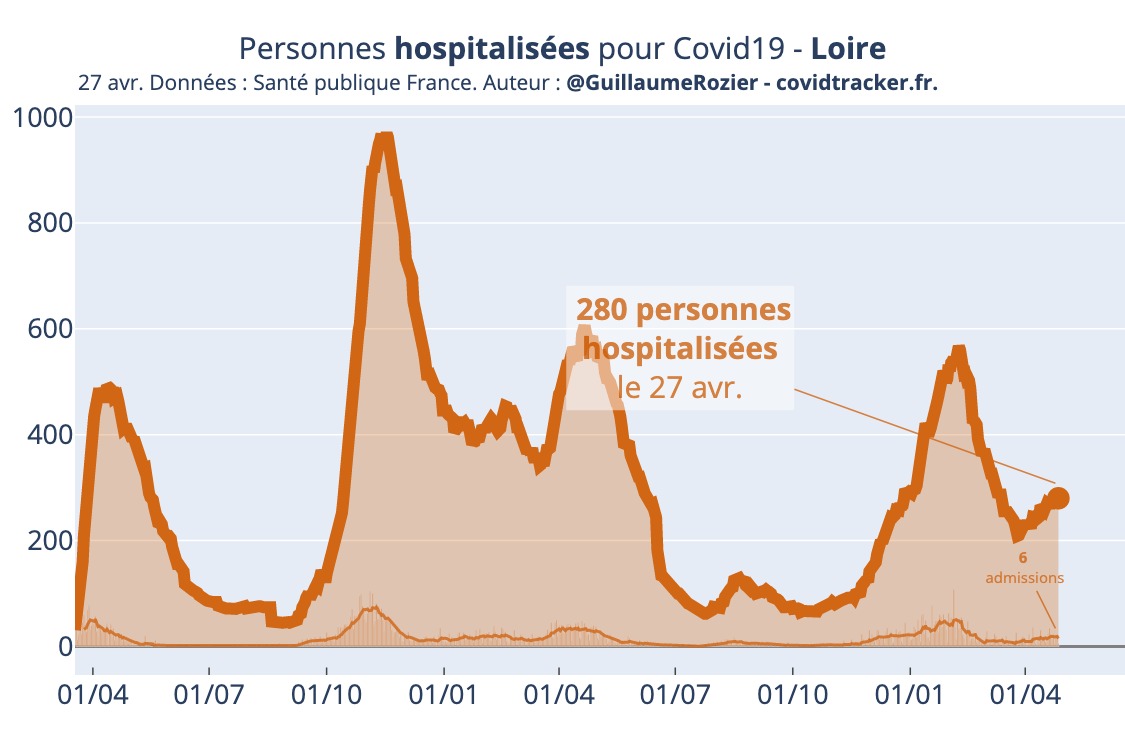 Personnes hospitalisées pour Covid19 - Loire
27 avr. Données : Santé publique France. Auteur : @GuillaumeRozier - covidtracker.fr.
1000
800
600
400
200
0
280 personnes
hospitalisées
le 27 avr.
6
admissions
01/04 01/07 01/10 01/01 01/04 01/07 01/10 01/01 01/04